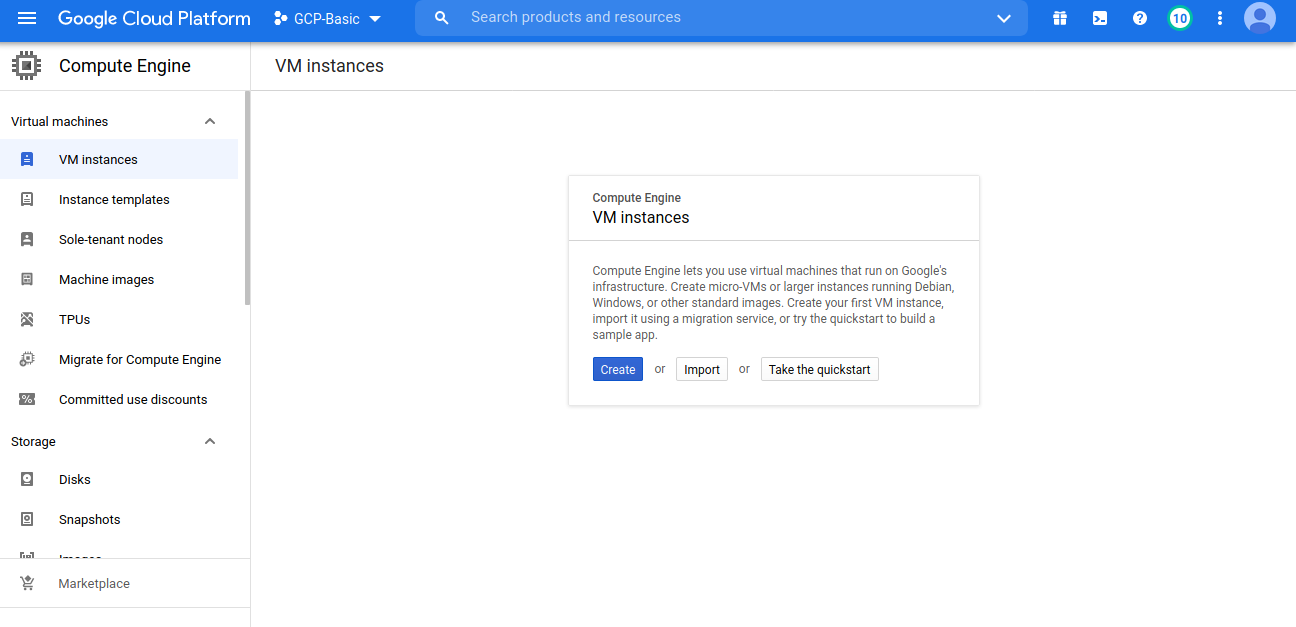 Google Cloud Platform
GCP-Basic
Search products and resources
10
Compute Engine
VM instances
Virtual machines
VM instances
Instance templates
Sole-tenant nodes
Machine images
TPUs
Migrate for Compute Engine
Committed use discounts
Storage
Disks
Snapshots
Images
Marketplace
Compute Engine
VM instances
Compute Engine lets you use virtual machines that run on Google's
infrastructure. Create micro-VMs or larger instances running Debian,
Windows, or other standard images. Create your first VM instance,
import it using a migration service, or try the quickstart to build a
sample app.
Create or Import or Take the quickstart